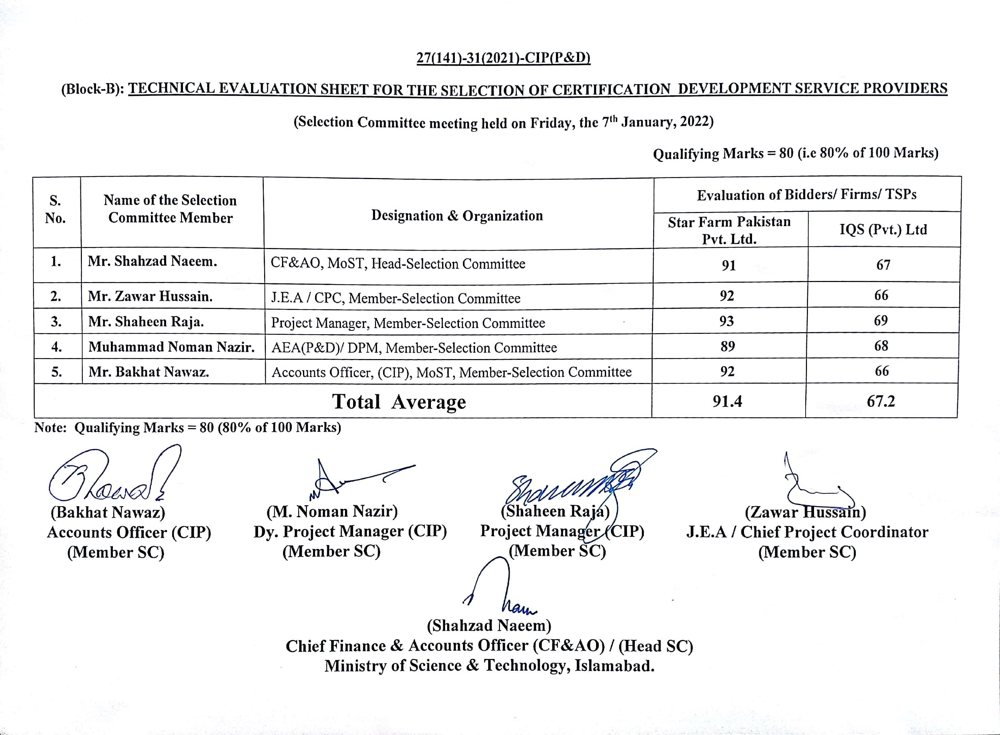 27(141)-31(2021)-CIP(P&D)
(Block-B): TECHNICAL EVALUATION SHEET FOR THE SELECTION OF CERTIFICATION DEVELOPMENT SERVICE PROVIDERS
(Selection Committee meeting held on Friday, the 7th January, 2022)
Qualifying Marks = 80 (i.e 80% of 100 Marks)
S. No. Name of the Selection Committee Member Designation & Organization Evaluation of Bidders/ Firms/ TSPs
Star Farm Pakistan Pvt. Ltd. IQS (Pvt.) Ltd
1. Mr. Shahzad Naeem. CF&AO, MoST, Head-Selection Committee 91 67
2. Mr. Zawar Hussain. J.E.A / CPC, Member-Selection Committee 92 66
3. Mr. Shaheen Raja. Project Manager, Member-Selection Committee 93 69
4. Muhammad Noman Nazir. AEA(P&D)/ DPM, Member-Selection Committee 89 68
5. Mr. Bakhat Nawaz. Accounts Officer, (CIP), MoST, Member-Selection Committee 92 66
Total Average 91.4 67.2
Note: Qualifying Marks = 80 (80% of 100 Marks)
(Bakhat Nawaz) (M. Noman Nazir) (Shaheen Raja) (Zawar Hussain)
Accounts Officer (CIP) Dy. Project Manager (CIP) Project Manager (CIP) J.E.A / Chief Project Coordinator
(Member SC) (Member SC) (Member SC) (Member SC)
(Shahzad Naeem)
Chief Finance & Accounts Officer (CF&AO) / (Head SC)
Ministry of Science & Technology, Islamabad.